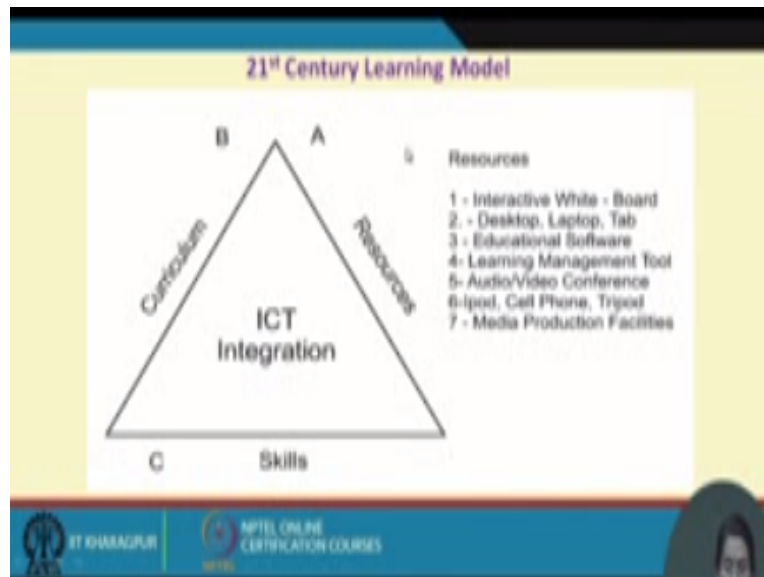 21st Century Learning Model
B A
Curriculum
Resources
ICT
Integration
C Skills
Resources
1 - Interactive White - Board
2. - Desktop, Laptop, Tab
3 - Educational Software
4- Learning Management Tool
5- Audio/Video Conference
6-Ipod, Cell Phone, Tripod
7 - Media Production Facilities
IIT KHARAGPUR
NPTEL ONLINE
CERTIFICATION COURSES
NPTEL